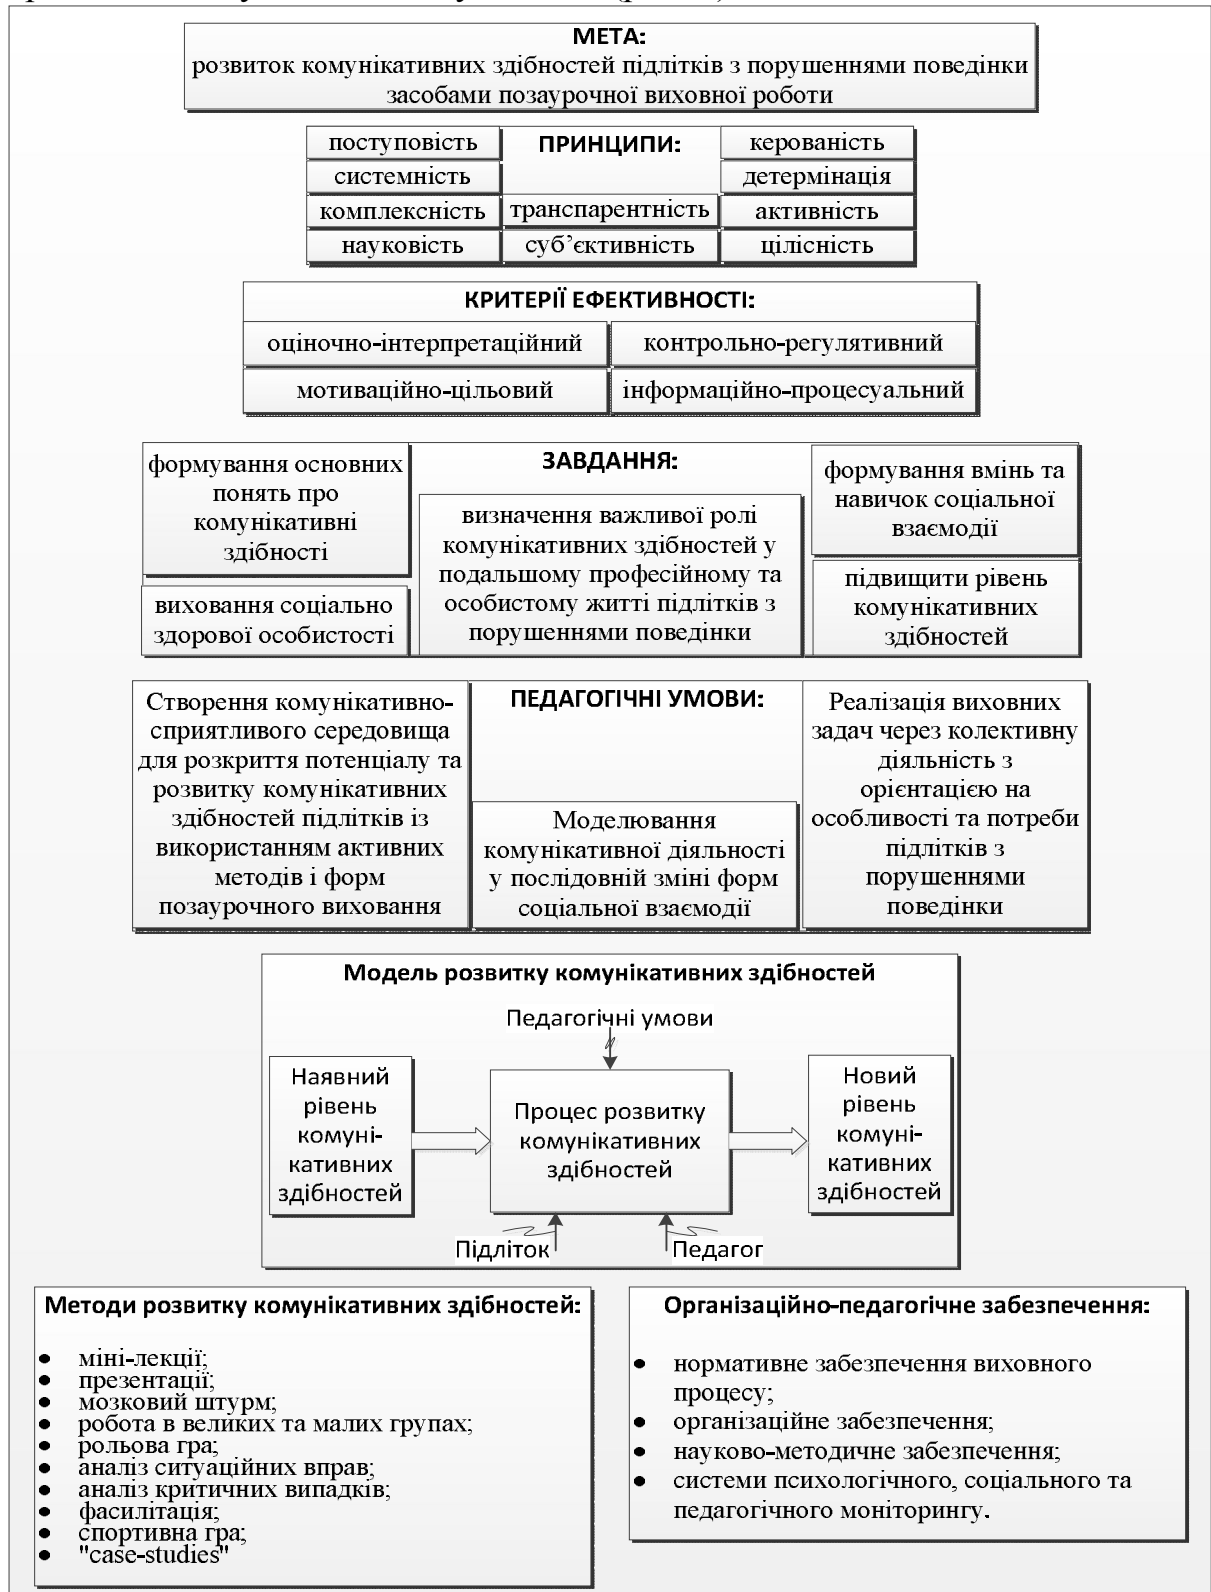 МЕТА:
розвиток комунікативних здібностей підлітків з порушеннями поведінки
засобами позаурочної виховної роботи
ПРИНЦИПИ:
поступовість
керованість
системність
детермінація
комплексність
транспарентність
активність
науковість
суб’єктивність
цілісність
КРИТЕРІЇ ЕФЕКТИВНОСТІ:
оціночно-інтерпретаційний
контрольно-регулятивний
мотиваційно-цільовий
інформаційно-процесуальний
ЗАВДАННЯ:
формування основних
понять про
комунікативні
здібності
виховання соціально
здорової особистості
визначення важливої ролі
комунікативних здібностей у
подальшому професійному та
особистому житті підлітків з
порушеннями поведінки
формування вмінь та
навичок соціальної
взаємодії
підвищити рівень
комунікативних
здібностей
ПЕДАГОГІЧНІ УМОВИ:
Створення комунікативно-
сприятливого середовища
для розкриття потенціалу та
розвитку комунікативних
здібностей підлітків із
використанням активних
методів і форм
позаурочного виховання
Моделювання
комунікативної діяльності
у послідовній зміні форм
соціальної взаємодії
Реалізація виховних
задач через колективну
діяльність з
орієнтацією на
особливості та потреби
підлітків з
порушеннями
поведінки
Модель розвитку комунікативних здібностей
Педагогічні умови
Наявний
рівень
комуні-
кативних
здібностей
Процес розвитку
комунікативних
здібностей
Новий
рівень
комуні-
кативних
здібностей
Підліток
Педагог
Методи розвитку комунікативних здібностей:
• міні-лекції;
• презентації;
• мозковий штурм;
• робота в великих та малих групах;
• рольова гра;
• аналіз ситуаційних вправ;
• аналіз критичних випадків;
• фасилітація;
• спортивна гра;
• "case-studies"
Організаційно-педагогічне забезпечення:
• нормативне забезпечення виховного
процесу;
• організаційне забезпечення;
• науково-методичне забезпечення;
• системи психологічного, соціального та
педагогічного моніторингу.